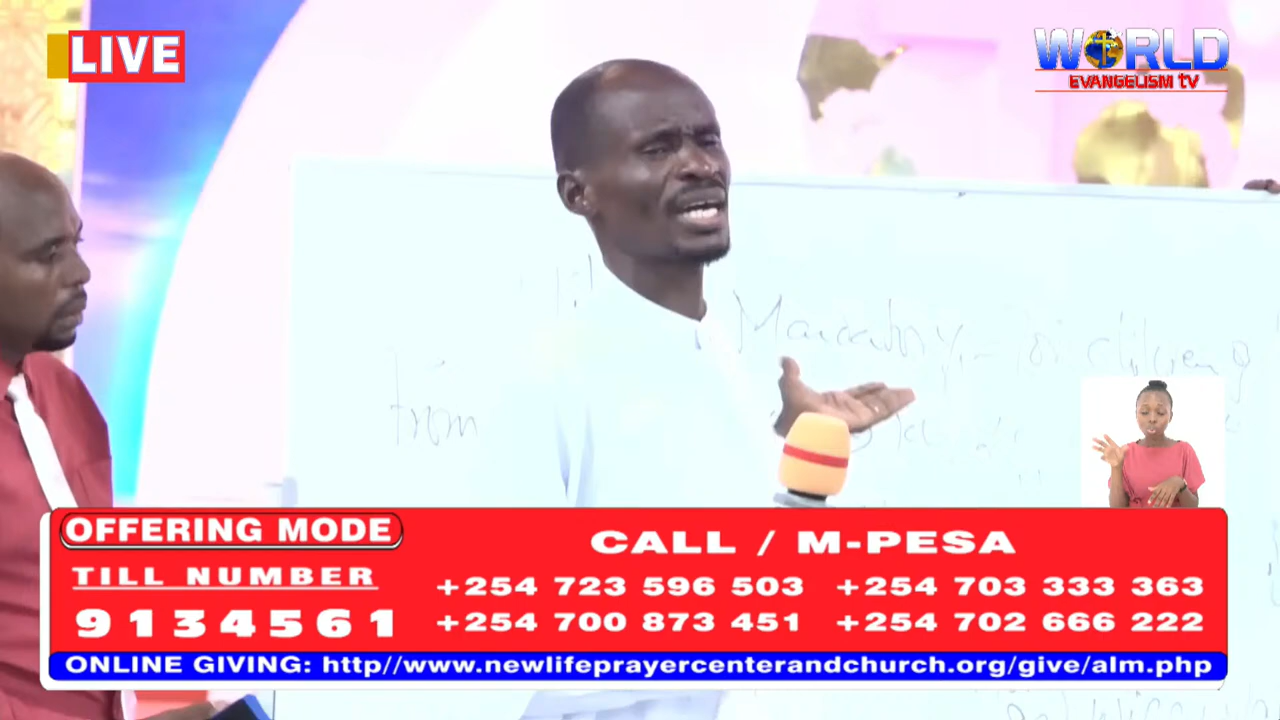 LIVE
WORLD
EVANGELISM TV
from
OFFERING MODE
TILL NUMBER
9134561
CALL / M-PESA
+254 723 596 503 +254 703 333 363
+254 700 873 451 +254 702 666 222
ONLINE GIVING: http//www.newlifeprayercenterandchurch.org/give/alm.php